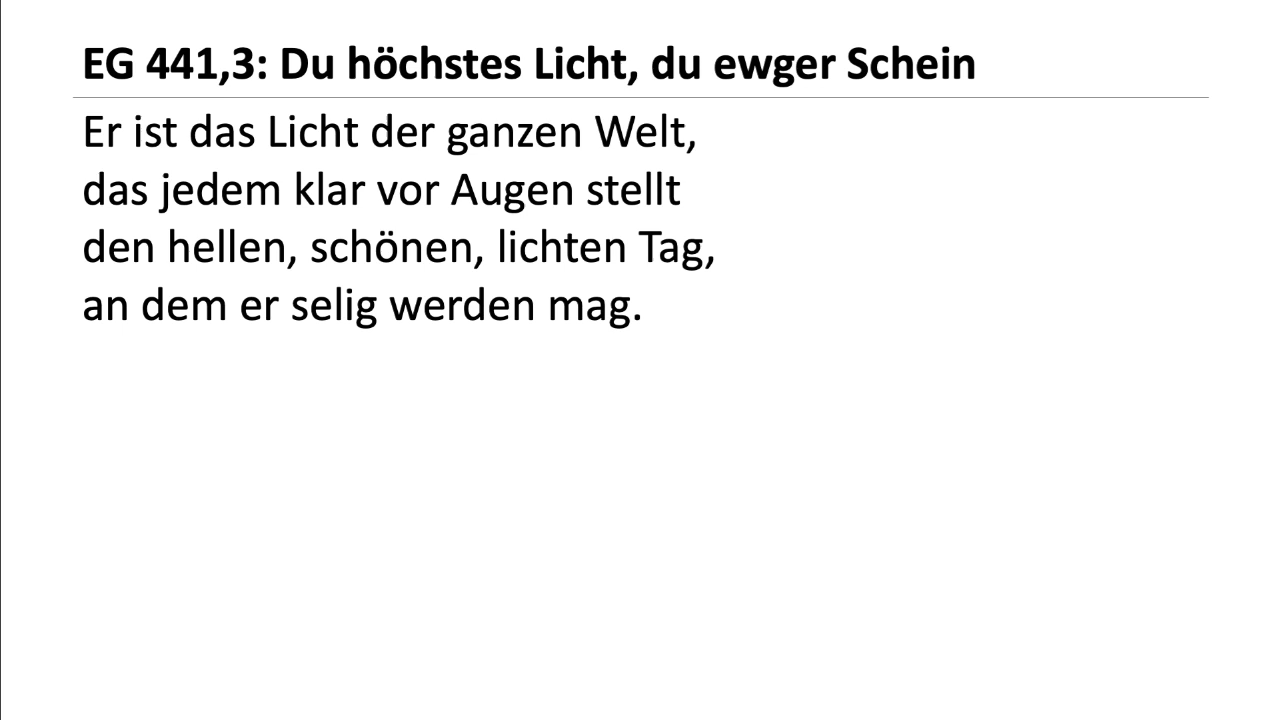 EG 441,3: Du höchstes Licht, du ewger Schein
Er ist das Licht der ganzen Welt,
das jedem klar vor Augen stellt
den hellen, schönen, lichten Tag,
an dem er selig werden mag.